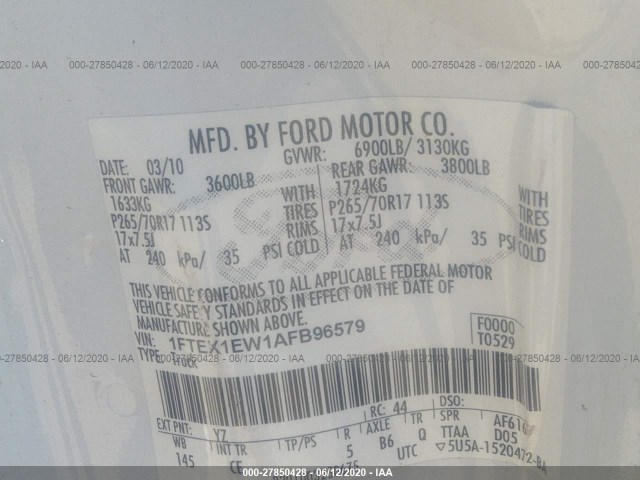 000-27850428 - 06/12/2020 - IAA
MFD. BY FORD MOTOR CO.
DATE: 03/10
GVWR: 6900LB/ 3130KG
FRONT GAWR: 3600LB
1633KG WITH
P265/70R17 113S TIRES
17x7.5J RIMS
AT 240 kPa/ 35 PSI COLD
REAR GAWR: 3800LB
1724KG WITH
P265/70R17 113S TIRES
17x7.5J RIMS
AT 240 kPa/ 35 PSI COLD
THIS VEHICLE CONFORMS TO ALL APPLICABLE FEDERAL MOTOR
VEHICLE SAFETY STANDARDS IN EFFECT ON THE DATE OF
MANUFACTURE SHOWN ABOVE.
VIN: 1FTEX1EW1AFB96579
TYPE: TRUCK
F0000
T0529
EXT PNT: YZ RC: 44 DSO:
WB INT TR TP/PS R AXLE Q SPR
145 CE 5 B6 TTAA D05
UTC ▽5U5A-1520472-BA
000-27850428 - 06/12/2020 - IAA